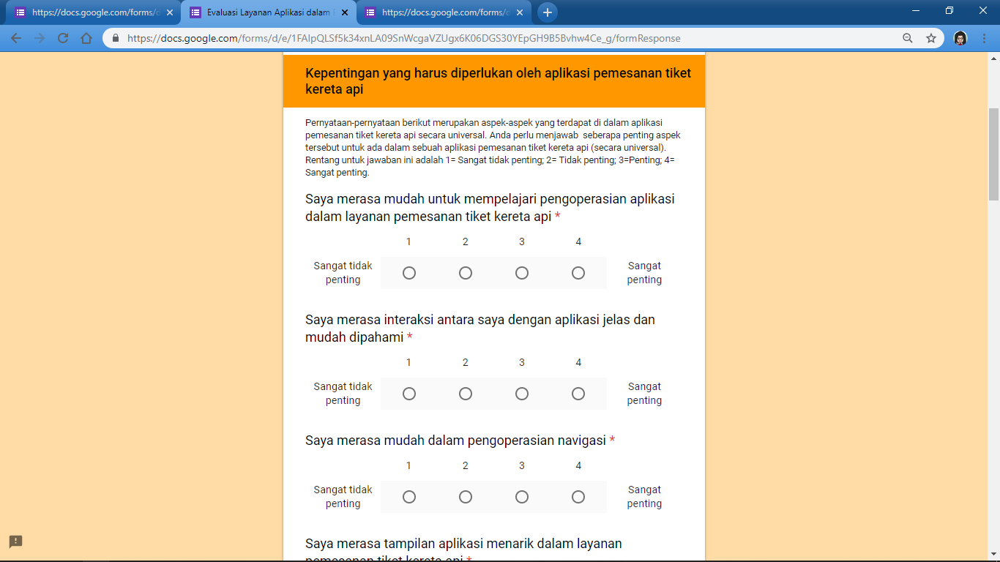 https://docs.google.com/forms/d
Evaluasi Layanan Aplikasi dalam
https://docs.google.com/forms/d
https://docs.google.com/forms/d/e/1FAIpQLSf5k34xnLA09SnWcgaVZUgx6K06DGS30YEpGH9B5Bvhw4Ce_g/formResponse
Kepentingan yang harus diperlukan oleh aplikasi pemesanan tiket
kereta api
Pernyataan-pernyataan berikut merupakan aspek-aspek yang terdapat di dalam aplikasi
pemesanan tiket kereta api secara universal. Anda perlu menjawab seberapa penting aspek
tersebut untuk ada dalam sebuah aplikasi pemesanan tiket kereta api (secara universal).
Rentang untuk jawaban ini adalah 1= Sangat tidak penting; 2= Tidak penting; 3=Penting; 4=
Sangat penting.
Saya merasa mudah untuk mempelajari pengoperasian aplikasi
dalam layanan pemesanan tiket kereta api *
1 2 3 4
Sangat tidak
penting
Sangat
penting
Saya merasa interaksi antara saya dengan aplikasi jelas dan
mudah dipahami *
1 2 3 4
Sangat tidak
penting
Sangat
penting
Saya merasa mudah dalam pengoperasian navigasi *
1 2 3 4
Sangat tidak
penting
Sangat
penting
Saya merasa tampilan aplikasi menarik dalam layanan
pemesanan tiket kereta api *